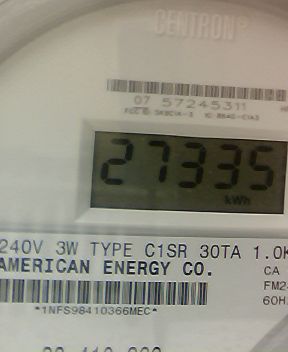 CENTRON®
07 57245311
27335
kWh
240V 3W TYPE C1SR 30TA 1.0K
AMERICAN ENERGY CO.
CA
FM2
60H
*1NFS98410366MEC*